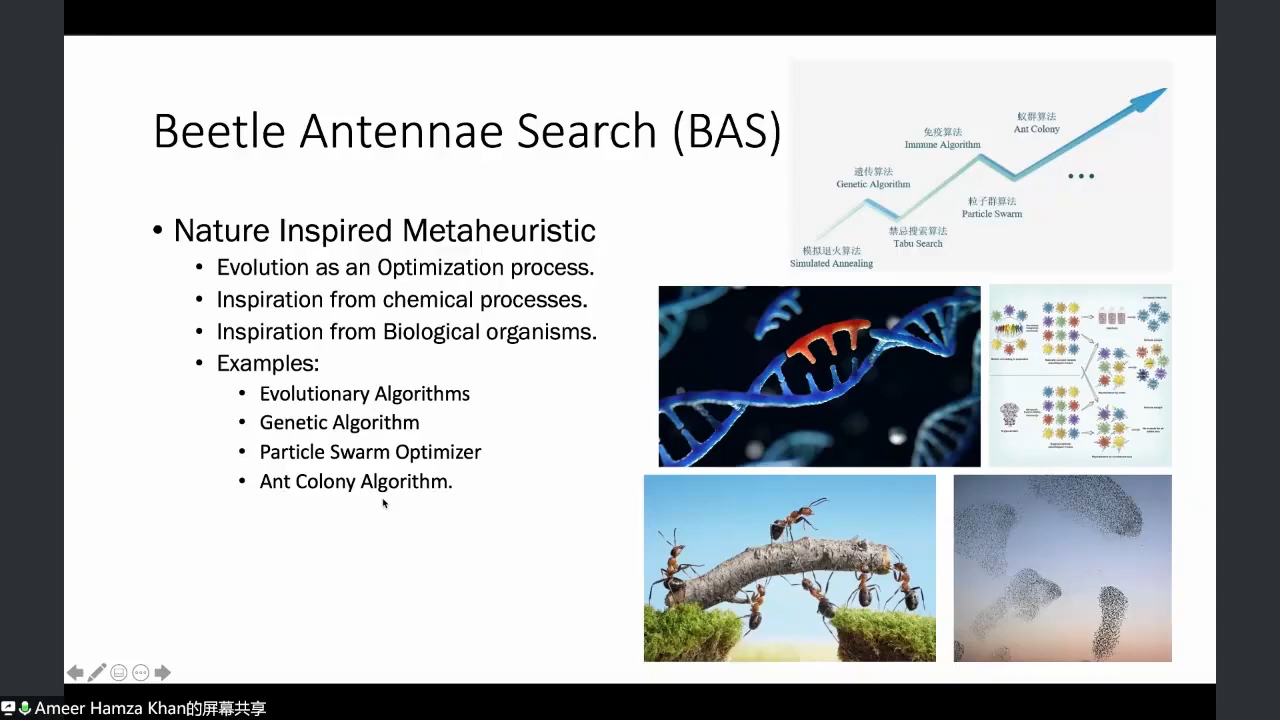 Beetle Antennae Search (BAS)
• Nature Inspired Metaheuristic
• Evolution as an Optimization process.
• Inspiration from chemical processes.
• Inspiration from Biological organisms.
• Examples:
• Evolutionary Algorithms
• Genetic Algorithm
• Particle Swarm Optimizer
• Ant Colony Algorithm.
蚁群算法
Ant Colony
免疫算法
Immune Algorithm
遗传算法
Genetic Algorithm
粒子群算法
Particle Swarm
禁忌搜索算法
Tabu Search
模拟退火算法
Simulated Annealing
Ameer Hamza Khan的屏幕共享